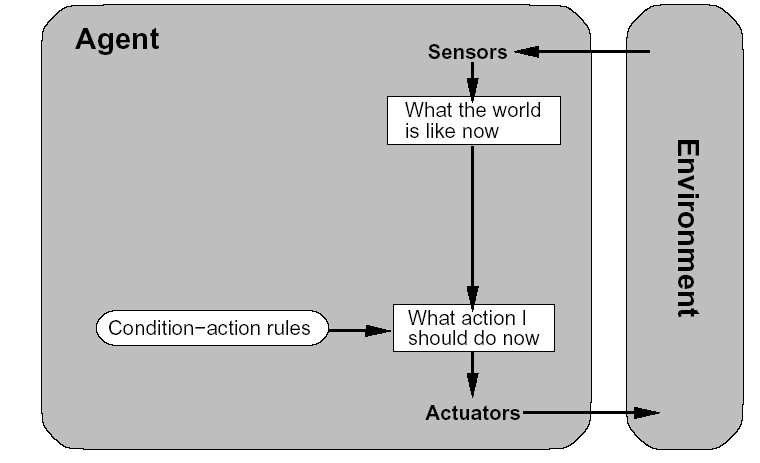 Agent
Sensors
What the world
is like now
Environment
Condition−action rules
What action I
should do now
Actuators